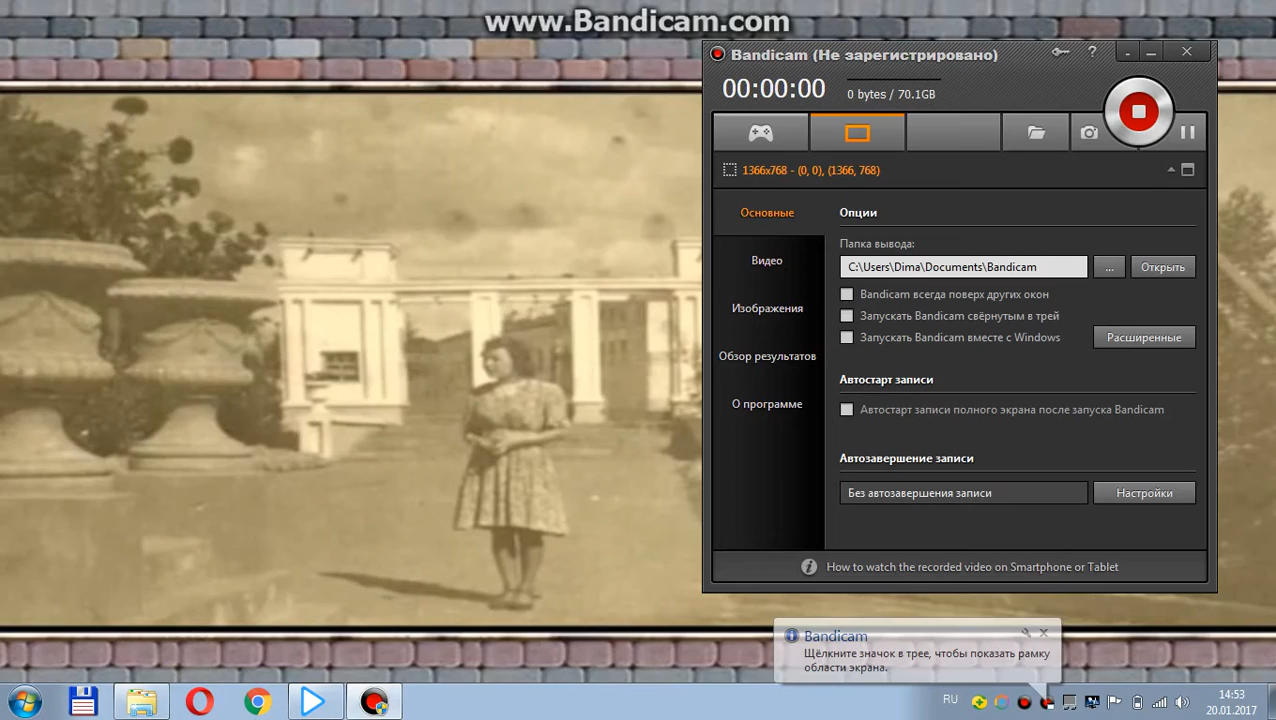 www.Bandicam.com
Bandicam (Не зарегистрировано)
00:00:00
0 bytes / 70.1GB
1366x768 - (0, 0), (1366, 768)
Основные
Видео
Изображения
Обзор результатов
О программе
Опции
Папка вывода:
C:\Users\Dima\Documents\Bandicam
...
Открыть
Bandicam всегда поверх других окон
Запускать Bandicam свёрнутым в трей
Запускать Bandicam вместе с Windows
Расширенные
Автостарт записи
Автостарт записи полного экрана после запуска Bandicam
Автозавершение записи
Без автозавершения записи
Настройки
How to watch the recorded video on Smartphone or Tablet
Bandicam
Щёлкните значок в трее, чтобы показать рамку
области экрана.
RU
14:53
20.01.2017